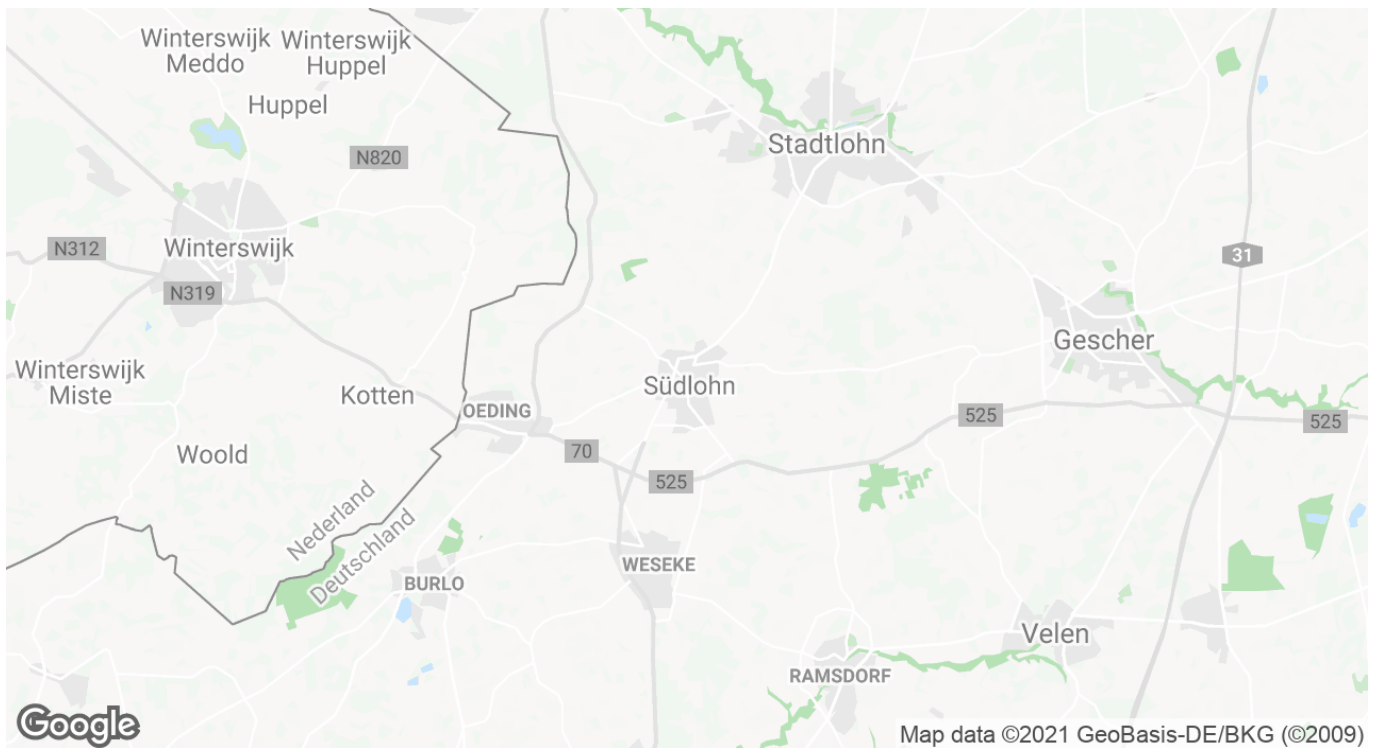 Winterswijk
Meddo
Winterswijk
Huppel
Huppel
N820
Stadtlohn
N312
Winterswijk
31
N319
Gescher
Winterswijk
Miste
Kotten
Südlohn
OEDING
525
525
Woold
70
525
Nederland
Deutschland
WESEKE
BURLO
Velen
RAMSDORF
Google
Map data ©2021 GeoBasis-DE/BKG (©2009)